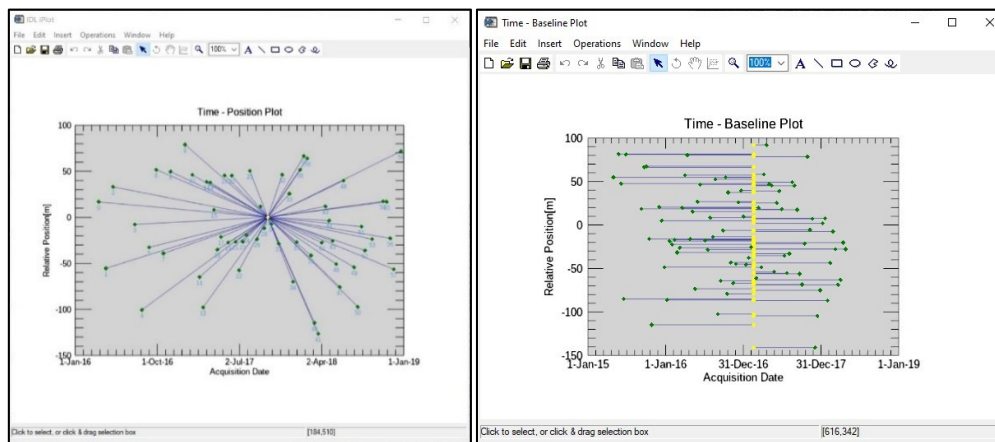 IDL iPlot
File Edit Insert Operations Window Help
100%
Time - Position Plot
100
50
0
-50
-100
-150
Relative Position[m]
1-Jan-16 1-Oct-16 2-Jul-17 2-Apr-18 1-Jan-19
Acquisition Date
Click to select, or click & drag selection box [184,510]
Time - Baseline Plot
File Edit Insert Operations Window Help
100%
Time - Baseline Plot
100
50
0
-50
-100
-150
Relative Position[m]
1-Jan-15 1-Jan-16 31-Dec-16 31-Dec-17 1-Jan-19
Acquisition Date
Click to select, or click & drag selection box [616,342]